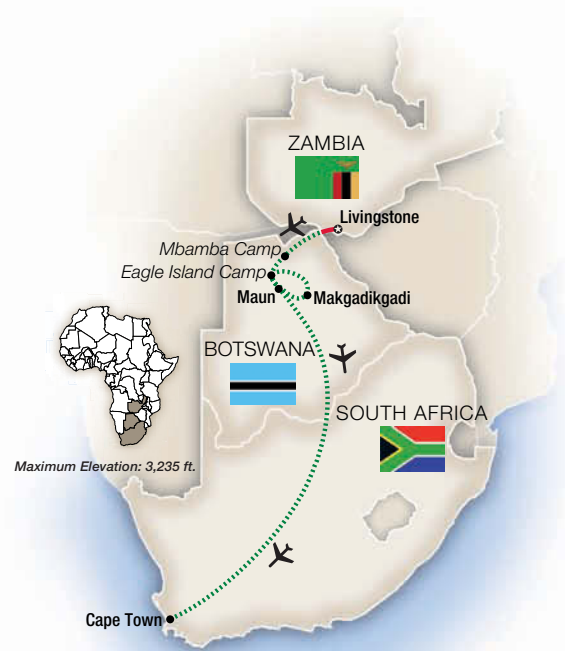 ZAMBIA
Livingstone
Mbamba Camp
Eagle Island Camp
Maun
Makgadikgadi
BOTSWANA
SOUTH AFRICA
Maximum Elevation: 3,235 ft.
Cape Town